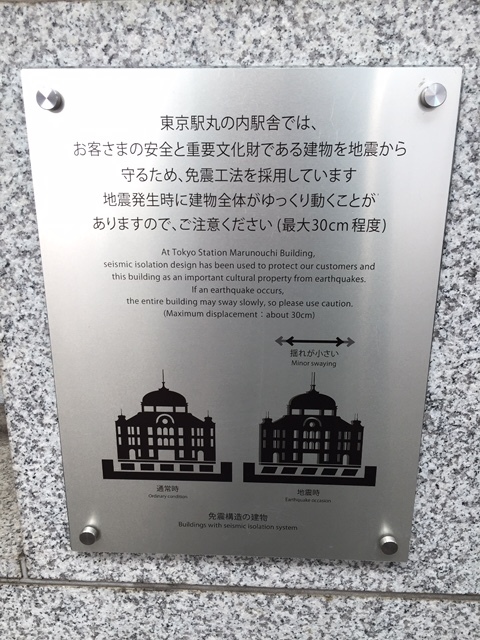 東京駅丸の内駅舎では、
お客さまの安全と重要文化財である建物を地震から
守るため、免震工法を採用しています
地震発生時に建物全体がゆっくり動くことが
ありますので、ご注意ください (最大30cm程度)
At Tokyo Station Marunouchi Building,
seismic isolation design has been used to protect our customers and
this building as an important cultural property from earthquakes.
If an earthquake occurs,
the entire building may sway slowly, so please use caution.
(Maximum displacement : about 30cm)
揺れが小さい
Minor swaying
通常時
Ordinary condition
地震時
Earthquake occasion
免震構造の建物
Buildings with seismic isolation system